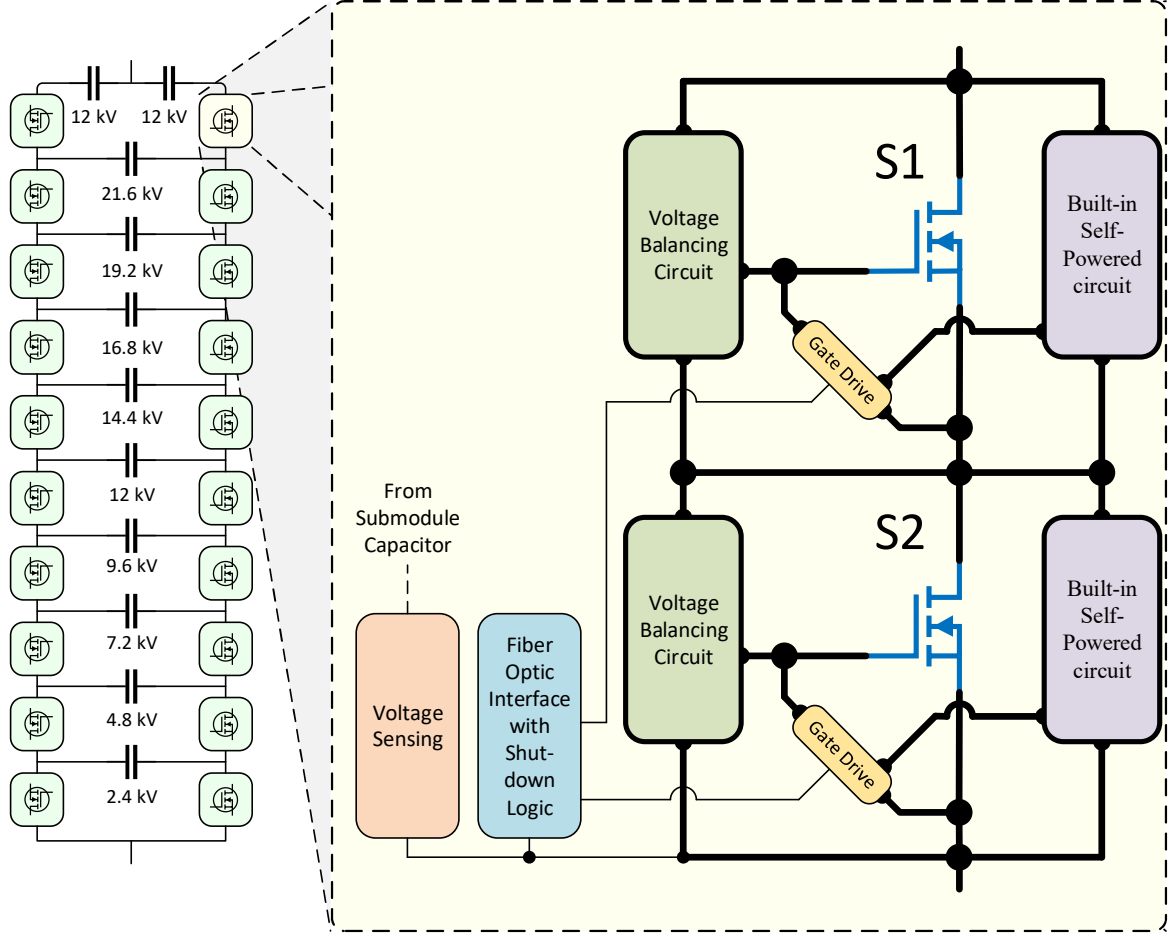 12 kV
12 kV
21.6 kV
19.2 kV
16.8 kV
14.4 kV
12 kV
9.6 kV
7.2 kV
4.8 kV
2.4 kV
S1
Voltage
Balancing
Circuit
Built-in
Self-
Powered
circuit
Gate Drive
From
Submodule
Capacitor
S2
Voltage
Balancing
Circuit
Built-in
Self-
Powered
circuit
Gate Drive
Voltage
Sensing
Fiber
Optic
Interface
with
Shut-
down
Logic